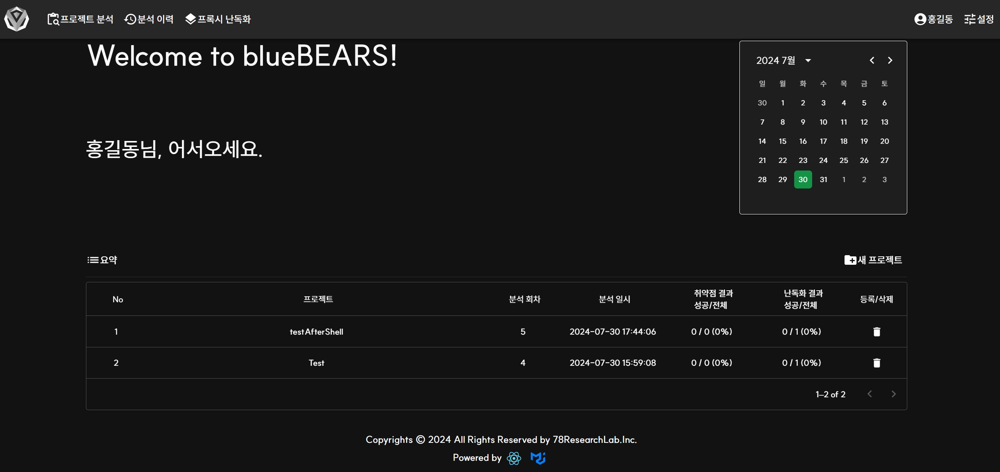 프로젝트 분석 분석 이력 프록시 난독화 홍길동 설정
Welcome to blueBEARS!
홍길동님, 어서오세요.
2024 7월
일 월 화 수 목 금 토
30 1 2 3 4 5 6
7 8 9 10 11 12 13
14 15 16 17 18 19 20
21 22 23 24 25 26 27
28 29 30 31 1 2 3
요약 새 프로젝트
No 프로젝트 분석 회차 분석 일시 취약점 결과 난독화 결과 등록/삭제
성공/전체 성공/전체
1 testAfterShell 5 2024-07-30 17:44:06 0 / 0 (0%) 0 / 1 (0%)
2 Test 4 2024-07-30 15:59:08 0 / 0 (0%) 0 / 1 (0%)
1–2 of 2
Copyrights © 2024 All Rights Reserved by 78ResearchLab.Inc.
Powered by